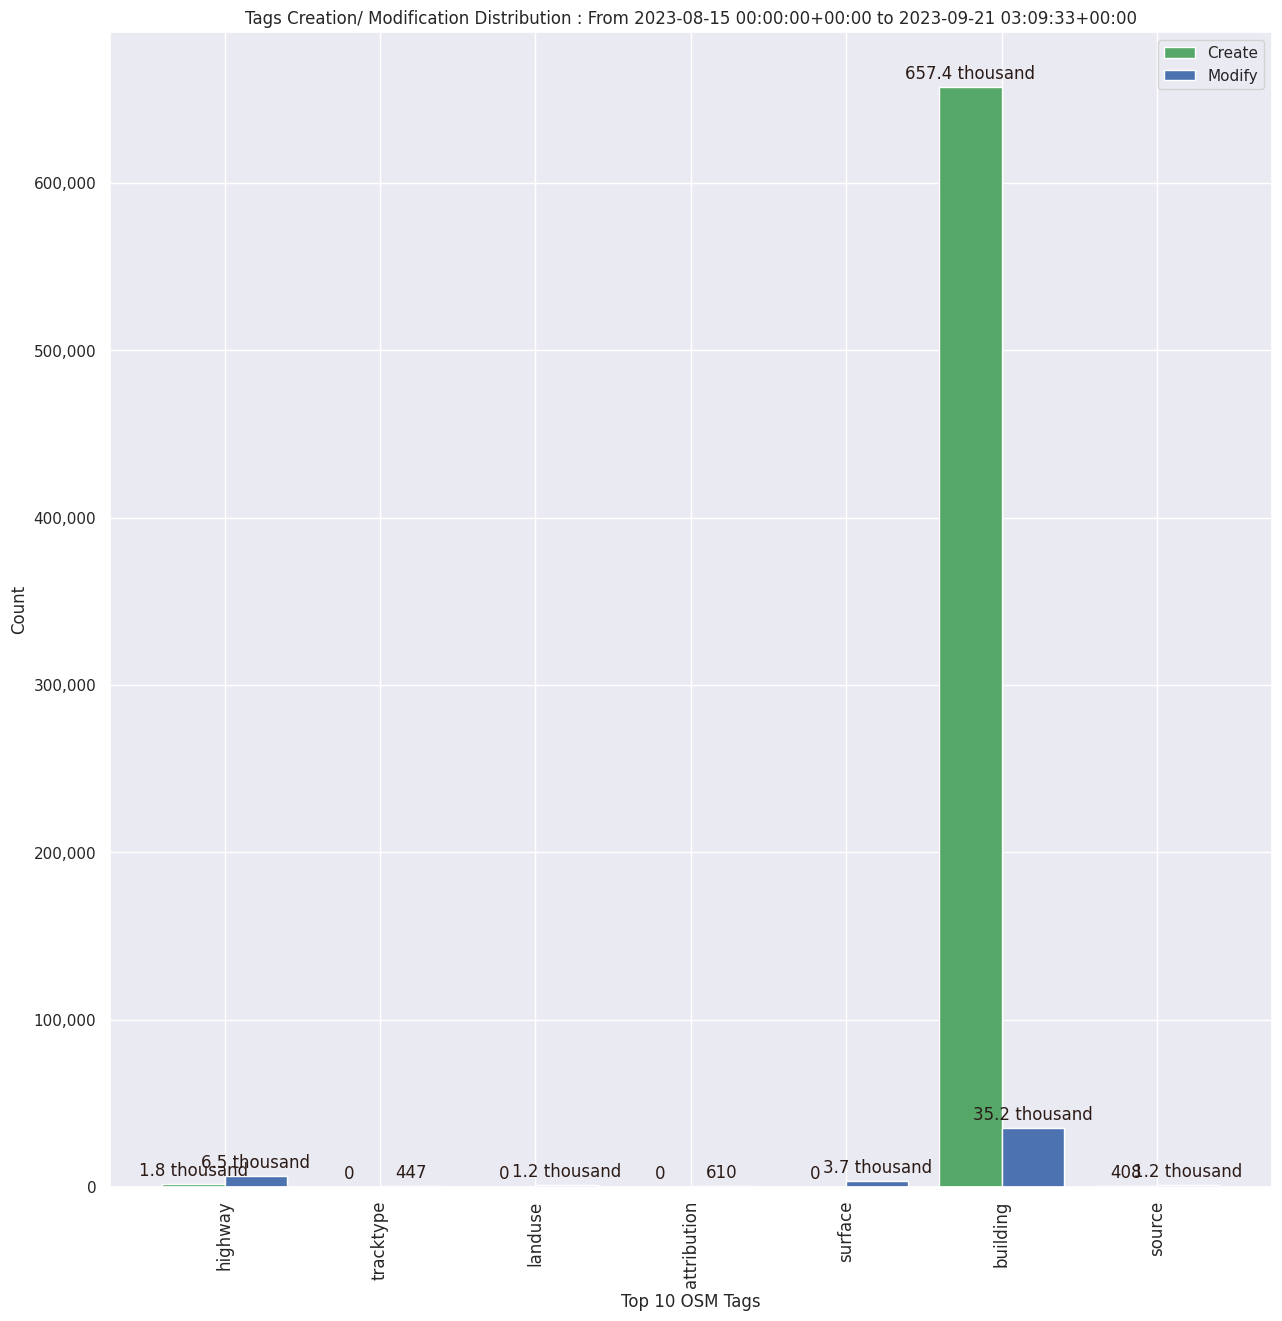 Tags Creation/ Modification Distribution : From 2023-08-15 00:00:00+00:00 to 2023-09-21 03:09:33+00:00
Create
Modify
657.4 thousand
600,000
500,000
400,000
300,000
200,000
100,000
0
Count
1.8 thousand
6.5 thousand
0
447
0
1.2 thousand
0
610
0
3.7 thousand
35.2 thousand
408
1.2 thousand
highway
tracktype
landuse
attribution
surface
building
source
Top 10 OSM Tags